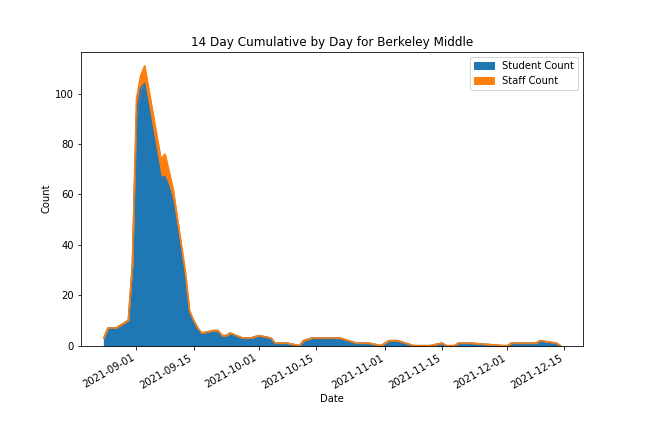 14 Day Cumulative by Day for Berkeley Middle
Student Count
Staff Count
Count
100
80
60
40
20
0
2021-09-01
2021-09-15
2021-10-01
2021-10-15
2021-11-01
2021-11-15
2021-12-01
2021-12-15
Date